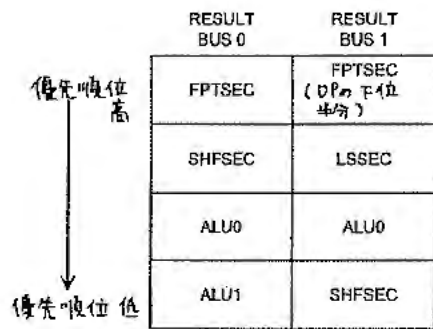 RESULT
BUS 0
RESULT
BUS 1
優先順位
高
FPTSEC
FPTSEC
(DPの下位
半分)
SHFSEC
LSSEC
ALU0
ALU0
優先順位 低
ALU1
SHFSEC